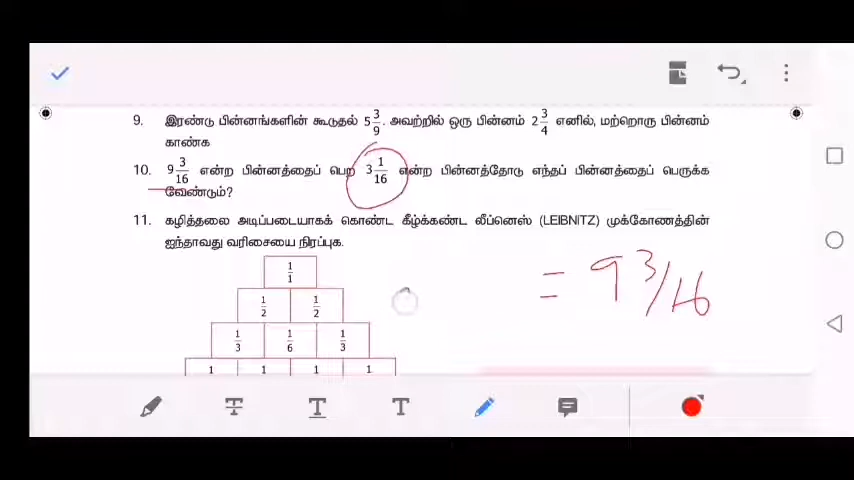 9. இரண்டு பின்னங்களின் கூடுதல் 5 3/9. அவற்றில் ஒரு பின்னம் 2 3/4 எனில், மற்றொரு பின்னம்
காண்க
10. 9 3/16 என்ற பின்னத்தைப் பெற 3 1/16 என்ற பின்னத்தோடு எந்தப் பின்னத்தைப் பெருக்க
வேண்டும்?
11. கழித்தலை அடிப்படையாகக் கொண்ட கீழ்க்கண்ட லீப்னெஸ் (LEIBNITZ) முக்கோணத்தின்
ஐந்தாவது வரிசையை நிரப்புக.
1/1
= 9 3/16
1/2 1/2
1/3 1/6 1/3
1 1 1 1
T T T